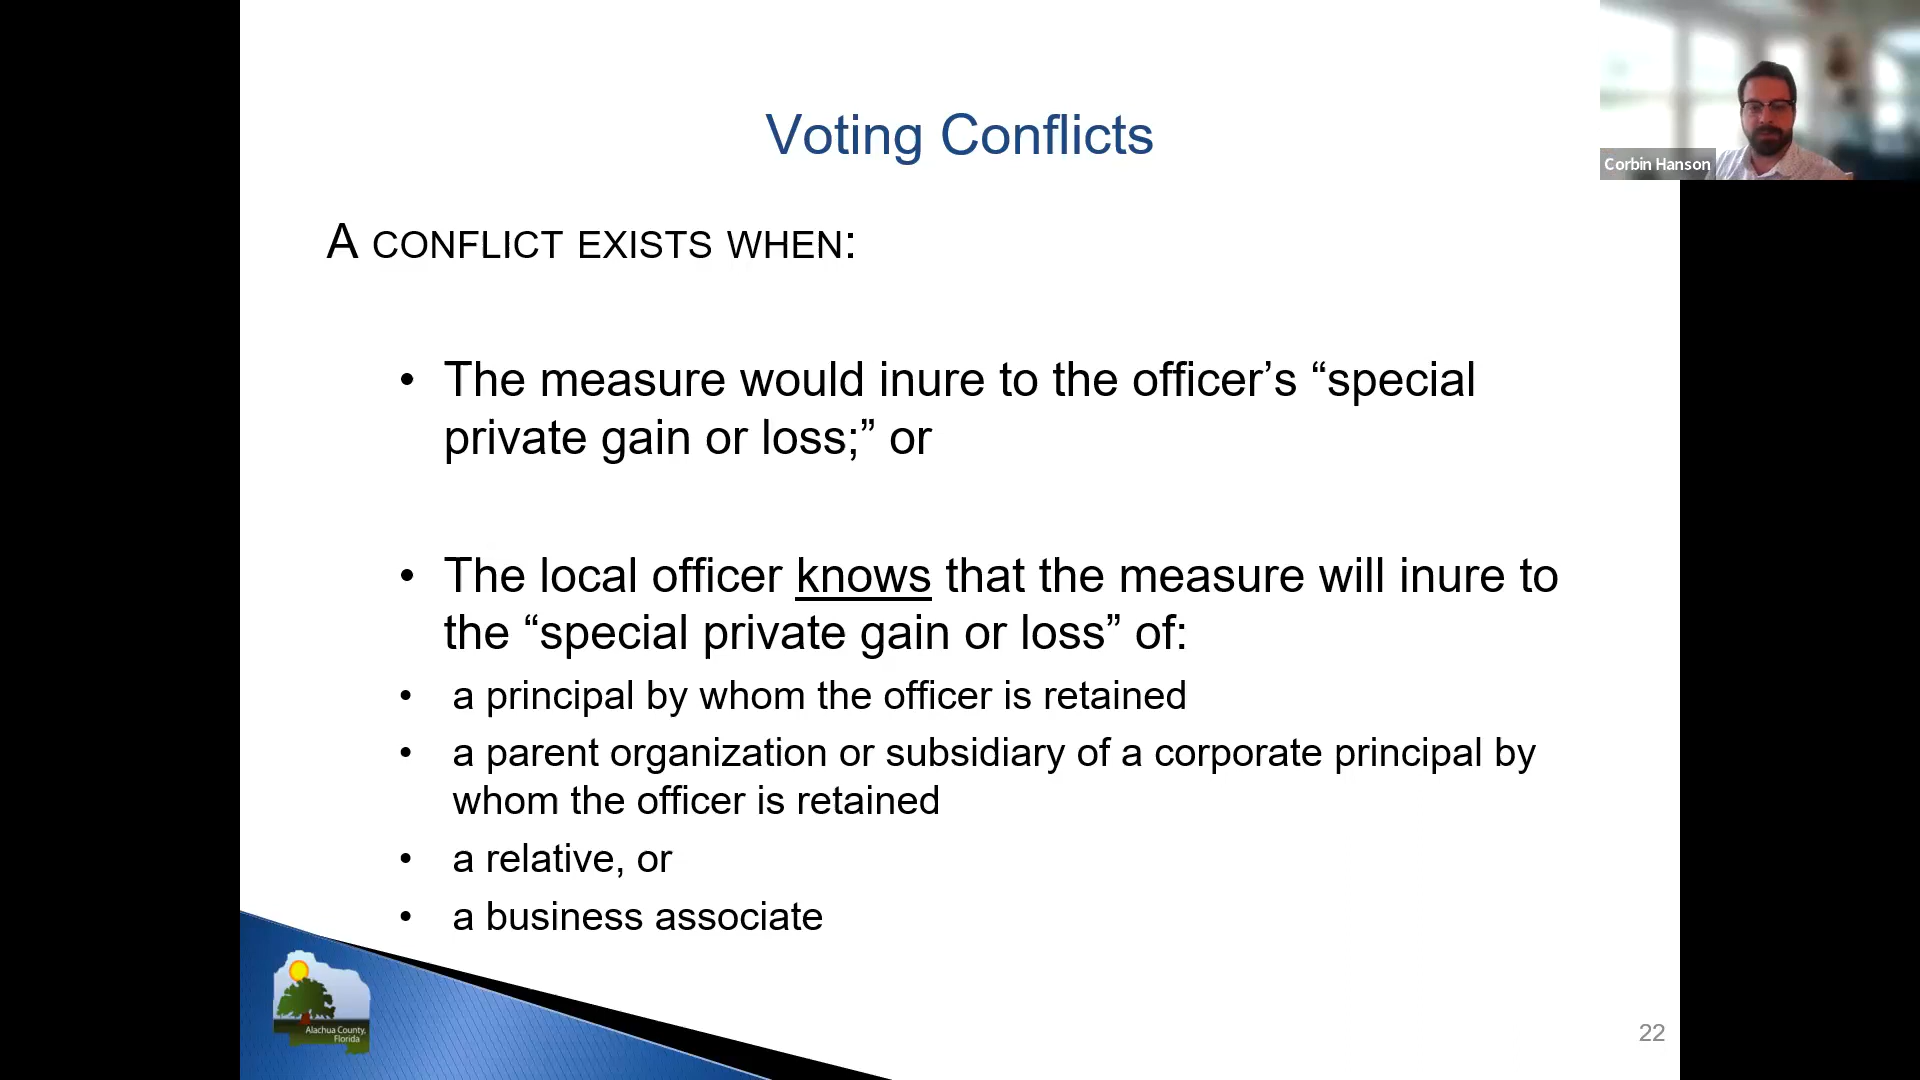 Voting Conflicts
A CONFLICT EXISTS WHEN:
• The measure would inure to the officer’s “special
private gain or loss;” or
• The local officer knows that the measure will inure to
the “special private gain or loss” of:
• a principal by whom the officer is retained
• a parent organization or subsidiary of a corporate principal by
whom the officer is retained
• a relative, or
• a business associate
Corbin Hanson
Alachua County,
Florida
22